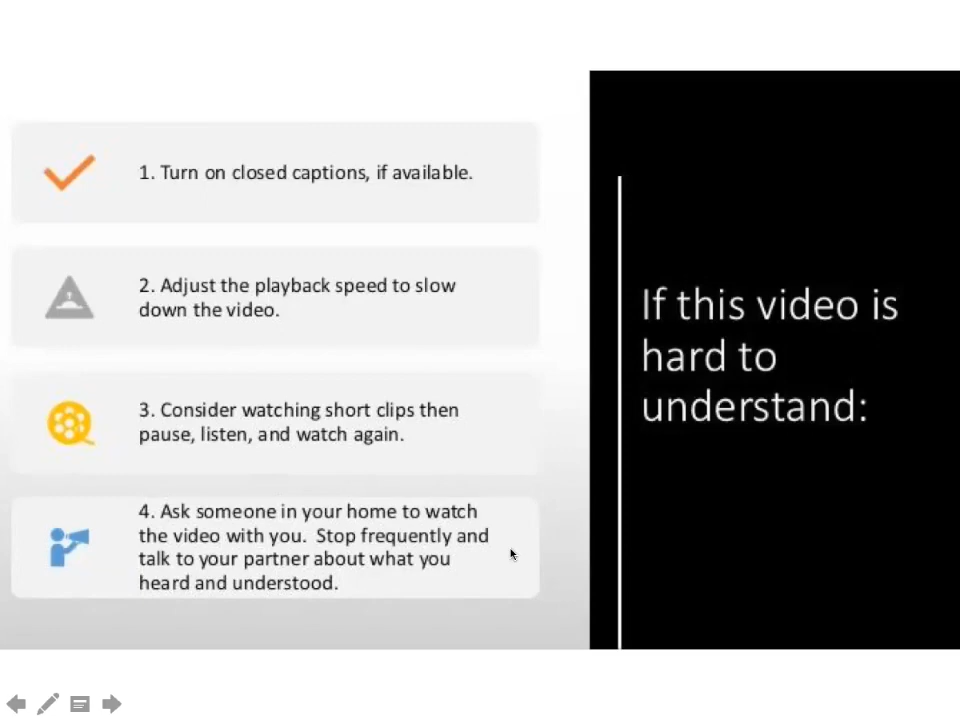 1. Turn on closed captions, if available.
2. Adjust the playback speed to slow
down the video.
3. Consider watching short clips then
pause, listen, and watch again.
4. Ask someone in your home to watch
the video with you.  Stop frequently and
talk to your partner about what you
heard and understood.
If this video is
hard to
understand: